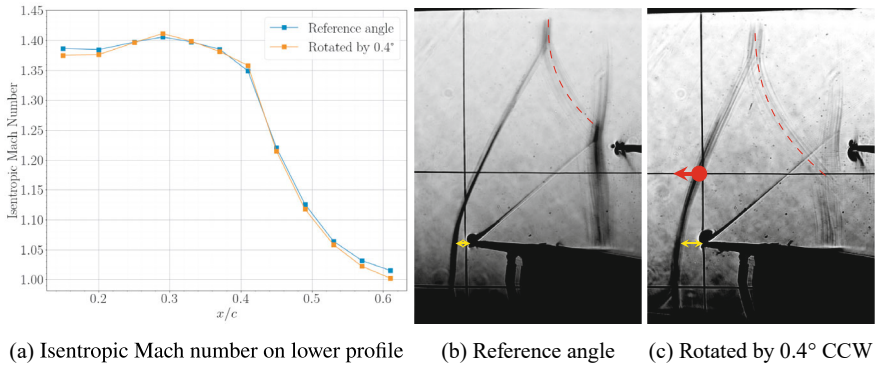 1.45
1.40
1.35
1.30
1.25
1.20
1.15
1.10
1.05
1.00
Isentropic Mach Number
Reference angle
Rotated by 0.4°
0.2
0.3
0.4
0.5
0.6
x/c
(a) Isentropic Mach number on lower profile
(b) Reference angle
(c) Rotated by 0.4° CCW